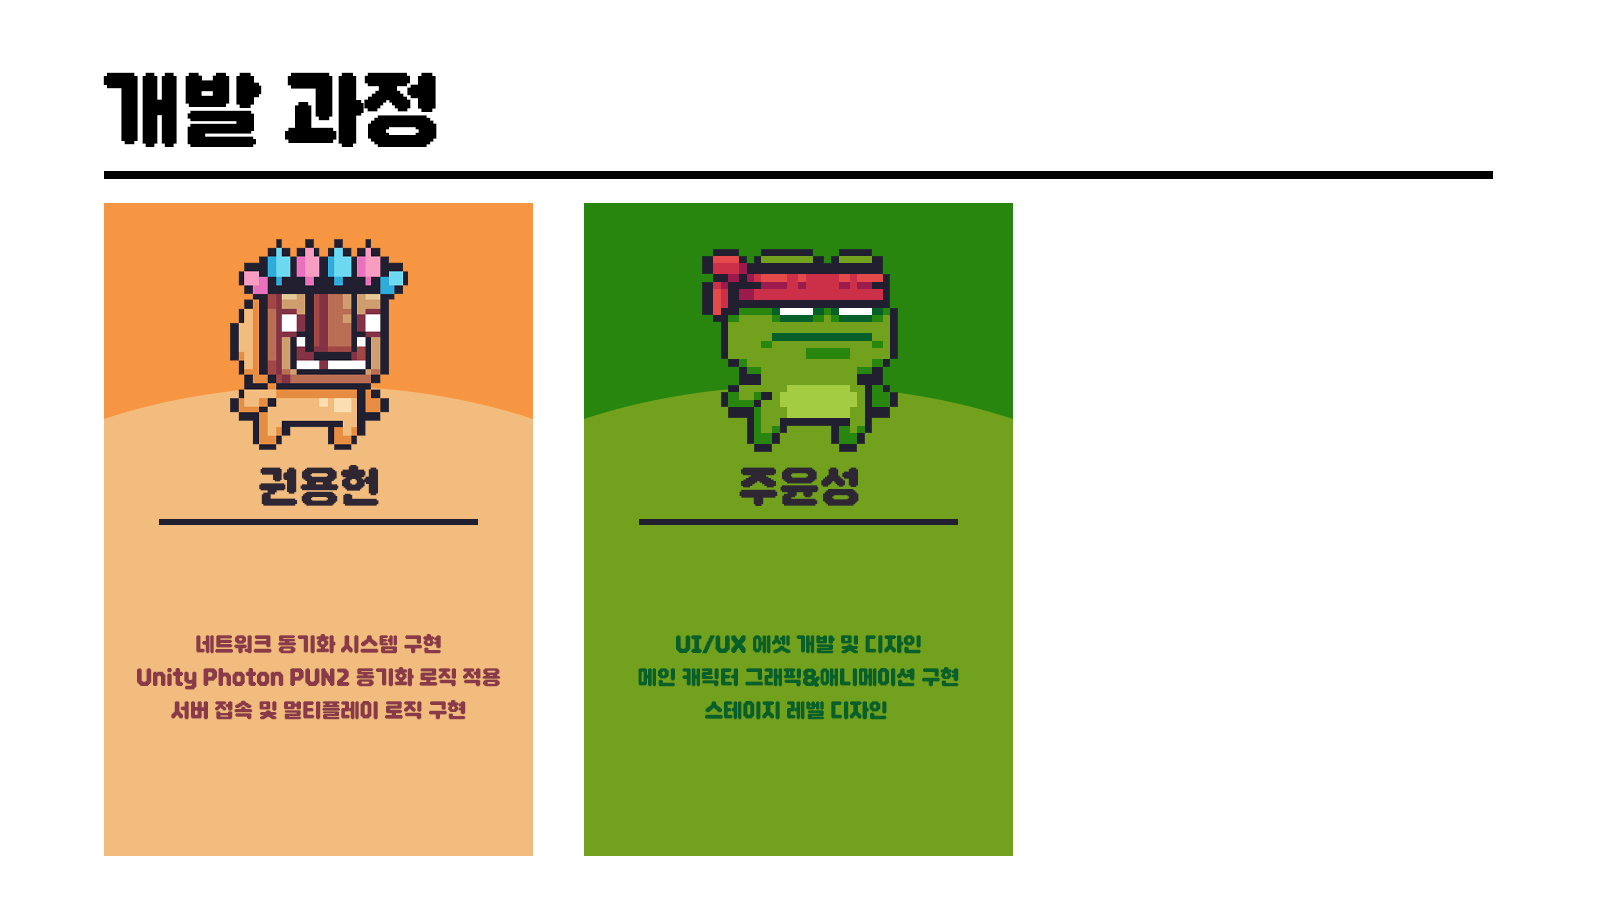 개발 과정
권용헌
네트워크 동기화 시스템 구현
Unity Photon PUN2 동기화 로직 적용
서버 접속 및 멀티플레이 로직 구현
주윤성
UI/UX 에셋 개발 및 디자인
메인 캐릭터 그래픽&애니메이션 구현
스테이지 레벨 디자인